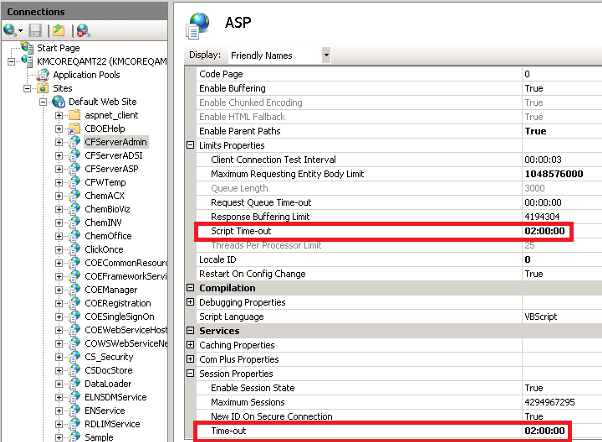 Connections
Start Page
KMCOREQAMT22 (KMCOREQAMT22
Application Pools
Sites
Default Web Site
aspnet_client
CBOEHelp
CFServerAdmin
CFServerADSI
CFServerASP
CFWTemp
ChemACX
ChemBioViz
ChemINV
ChemOffice
ClickOnce
COECommonResour
COEFrameworkServi
COEManager
COERegistration
COESingleSignOn
COEWebServiceHost
COWSWebServiceNe
CS_Security
CSDocStore
DataLoader
ELNSDMService
ENService
RDLIMService
Sample
ASP
Display: Friendly Names
Code Page 0
Enable Buffering True
Enable Chunked Encoding True
Enable HTML Fallback True
Enable Parent Paths True
Limits Properties
Client Connection Test Interval 00:00:03
Maximum Requesting Entity Body Limit 1048576000
Queue Length 3000
Request Queue Time-out 00:00:00
Response Buffering Limit 4194304
Script Time-out 02:00:00
Threads Per Processor Limit 25
Locale ID 0
Restart On Config Change True
Compilation
Debugging Properties
Script Language VBScript
Services
Caching Properties
Com Plus Properties
Session Properties
Enable Session State True
Maximum Sessions 4294967295
New ID On Secure Connection True
Time-out 02:00:00